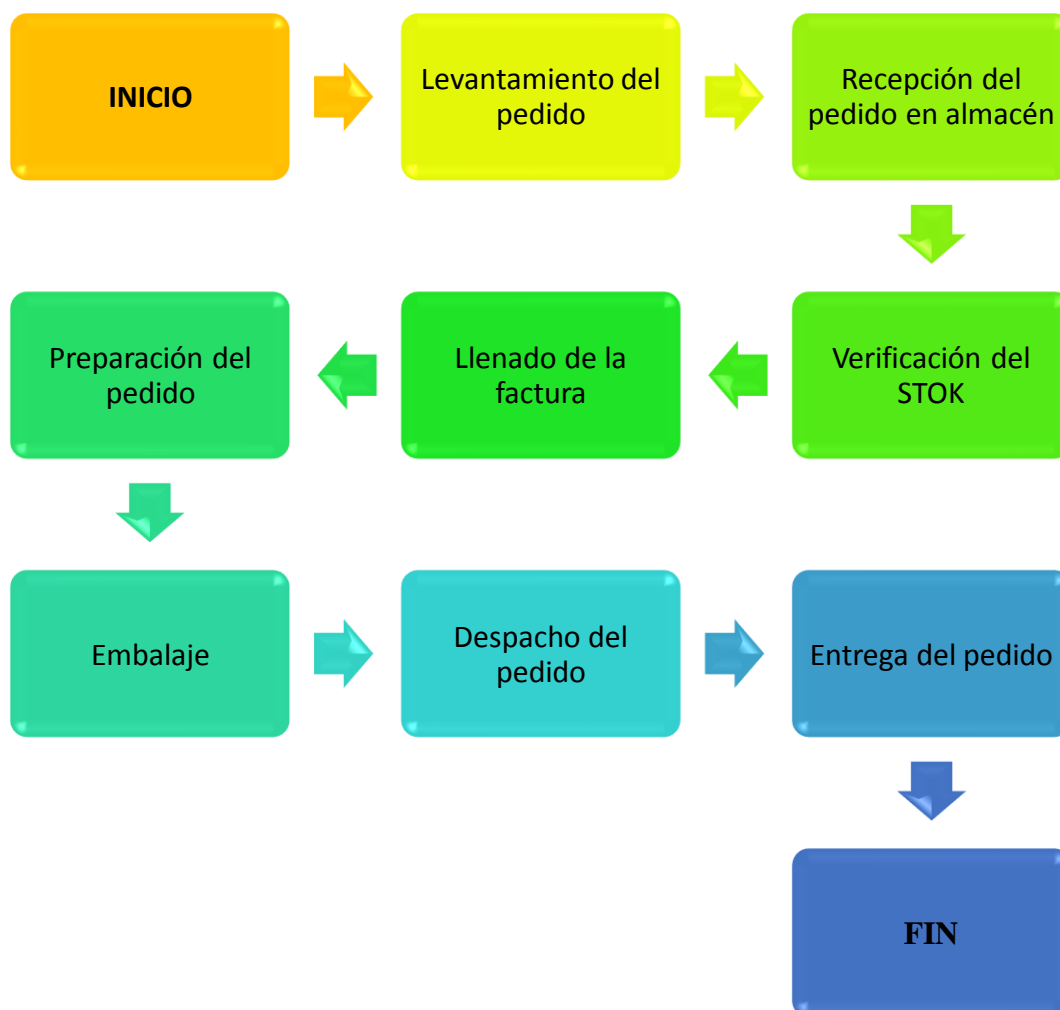 INICIO
Levantamiento del
pedido
Recepción del
pedido en almacén
Verificación del
STOK
Llenado de la
factura
Preparación del
pedido
Embalaje
Despacho del
pedido
Entrega del pedido
FIN